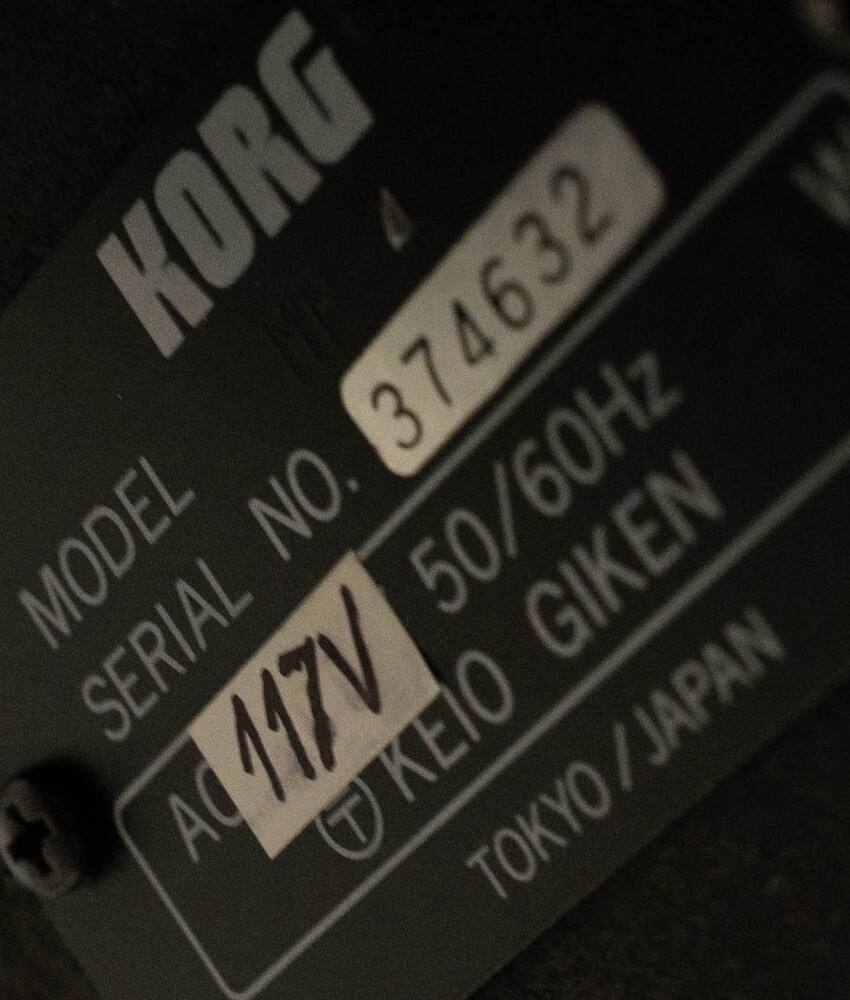 KORG
MODEL
SERIAL NO. 374632
AC 117V 50/60Hz W
Ⓣ KEIO GIKEN
TOKYO/JAPAN